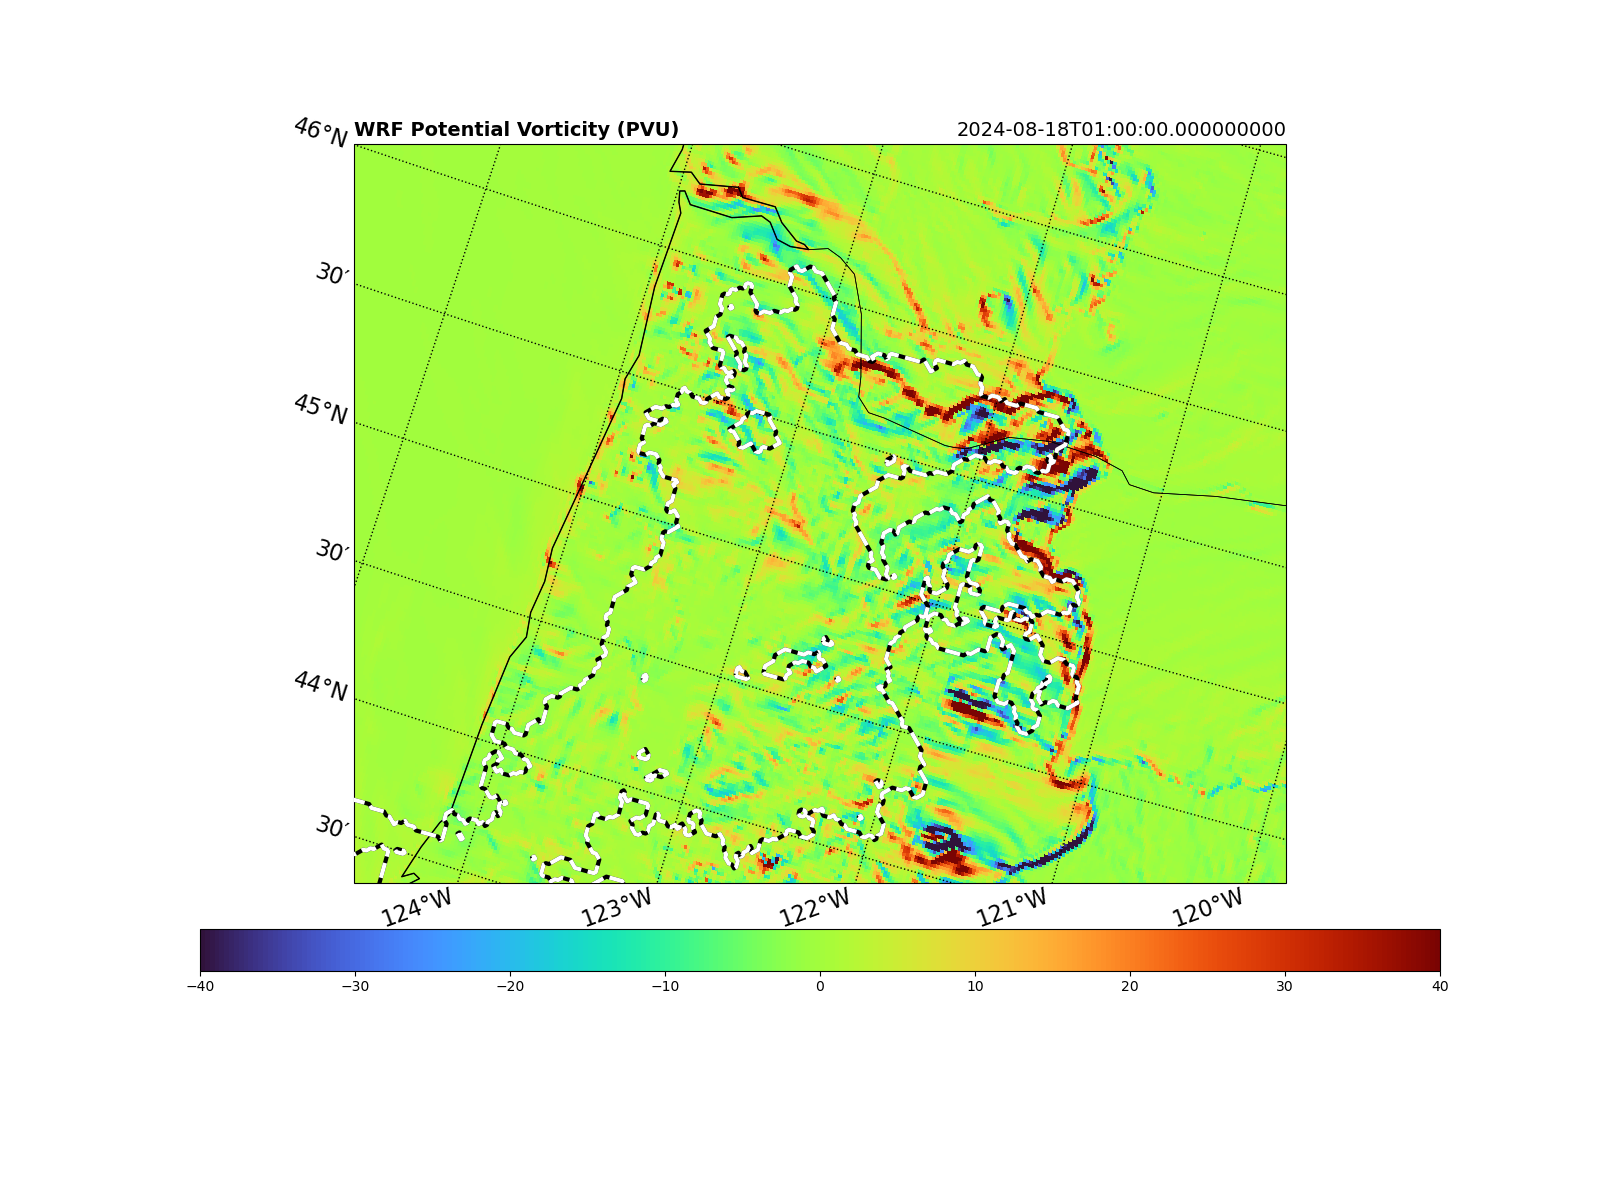 WRF Potential Vorticity (PVU) 2024-08-18T01:00:00.000000000
46°N
30′
45°N
30′
44°N
30′
124°W 123°W 122°W 121°W 120°W
−40 −30 −20 −10 0 10 20 30 40